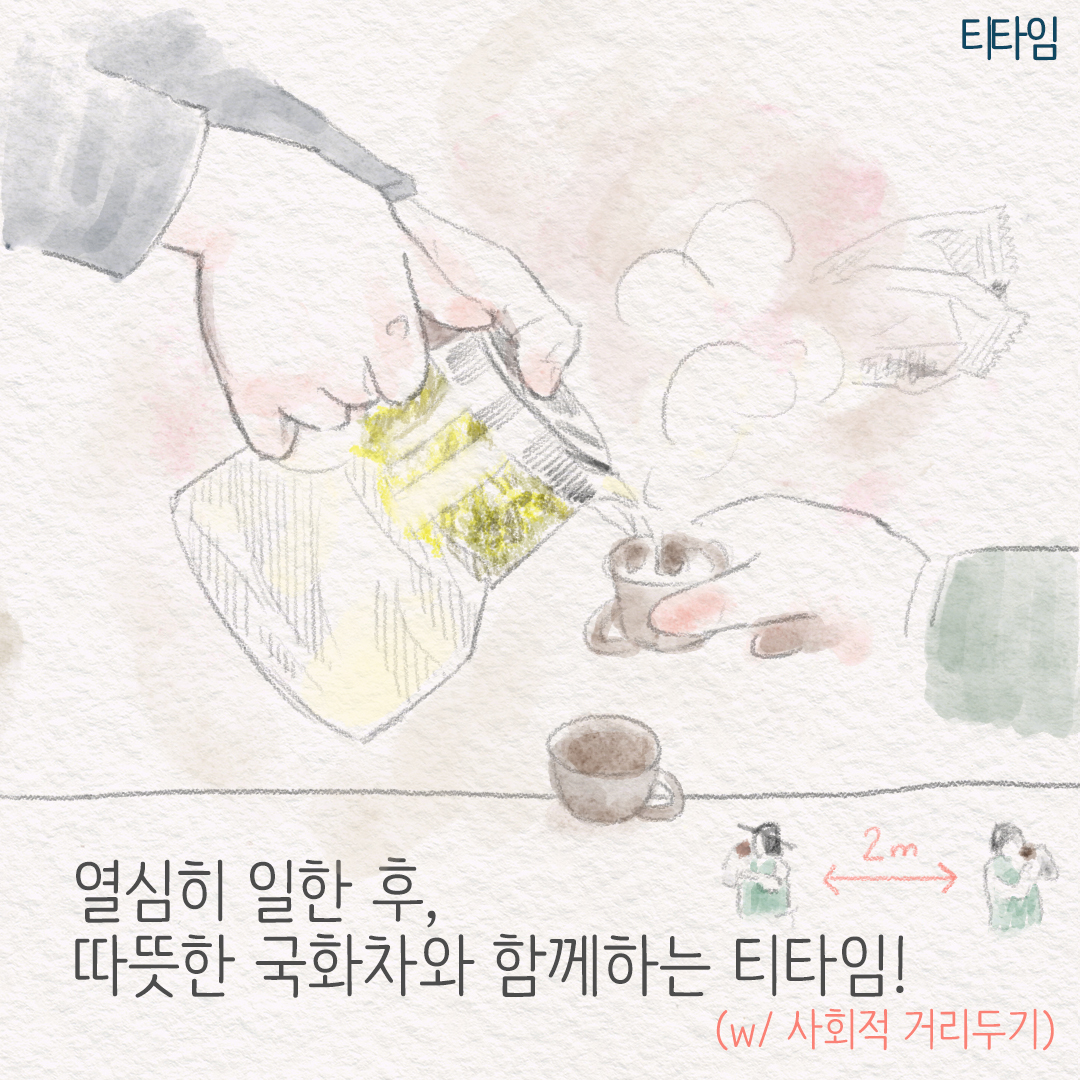 티타임
2m
열심히 일한 후,
따뜻한 국화차와 함께하는 티타임!
(w/ 사회적 거리두기)